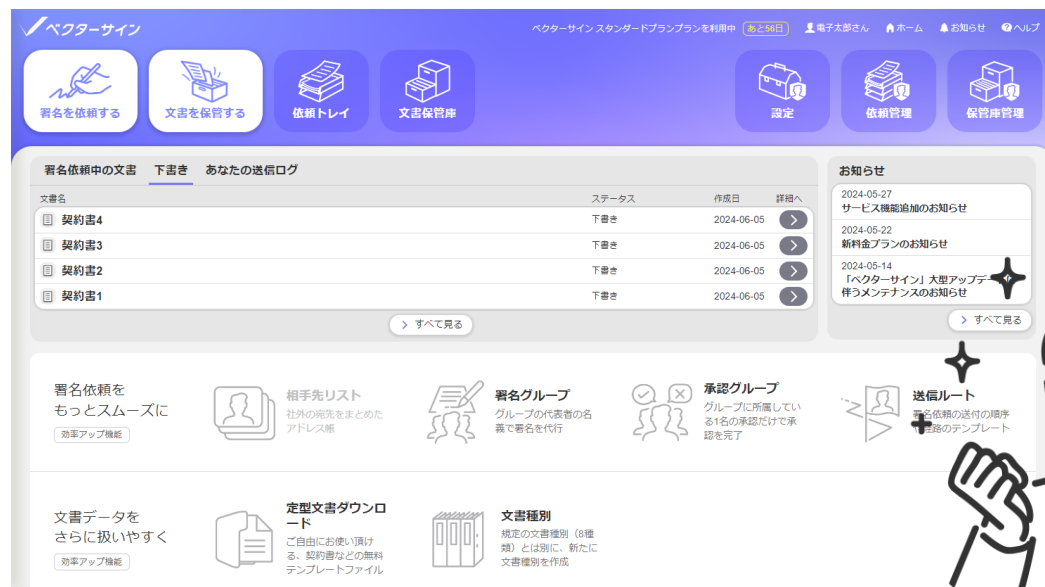 ベクターサイン
ベクターサイン スタンダードプランプランを利用中 あと56日 電子太郎さん ホーム お知らせ ヘルプ
署名を依頼する 文書を保管する 依頼トレイ 文書保管庫 設定 依頼管理 保管庫管理
署名依頼中の文書 下書き あなたの送信ログ
文書名 ステータス 作成日 詳細へ
契約書4 下書き 2024-06-05
契約書3 下書き 2024-06-05
契約書2 下書き 2024-06-05
契約書1 下書き 2024-06-05
すべて見る
お知らせ
2024-05-27
サービス機能追加のお知らせ
2024-05-22
新料金プランのお知らせ
2024-05-14
「ベクターサイン」大型アップデー
伴うメンテナンスのお知らせ
すべて見る
署名依頼を
もっとスムーズに
効率アップ機能
相手先リスト
社外の宛先をまとめた
アドレス帳
署名グループ
グループの代表者の名
義で署名を代行
承認グループ
グループに所属してい
る1名の承認だけで承
認を完了
送信ルート
署名依頼の送付の順序
経路のテンプレート
文書データを
さらに扱いやすく
効率アップ機能
定型文書ダウンロ
ード
ご自由にお使い頂け
る、契約書などの無料
テンプレートファイル
文書種別
規定の文書種別（8種
類）とは別に、新たに
文書種別を作成